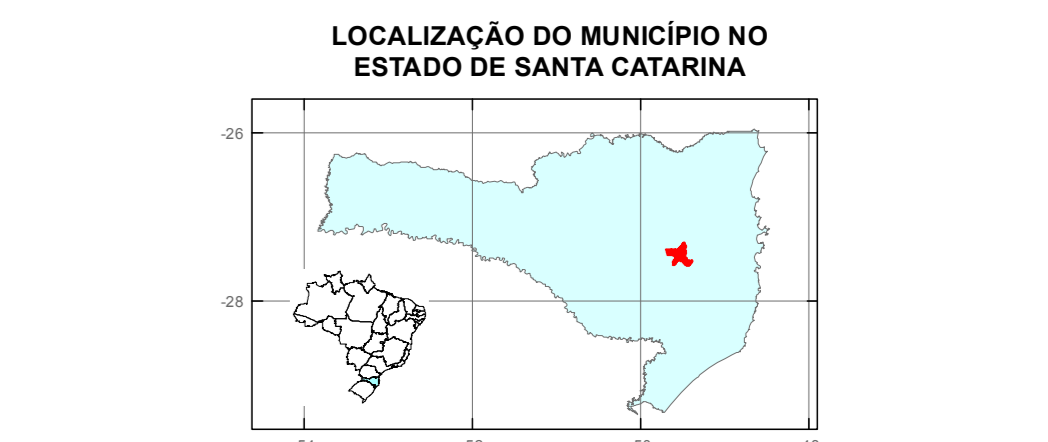 LOCALIZAÇÃO DO MUNICÍPIO NO
ESTADO DE SANTA CATARINA
-26
-28